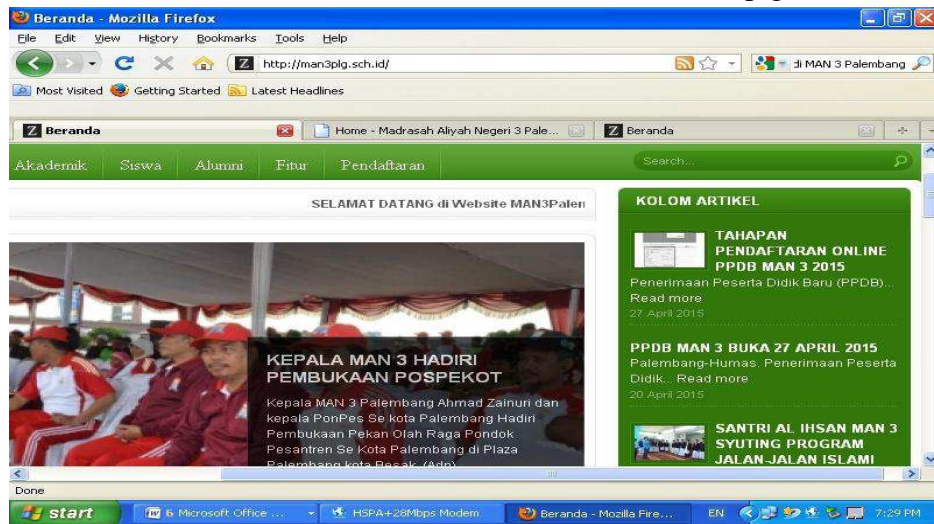 Beranda - Mozilla Firefox
File Edit View History Bookmarks Tools Help
http://man3plg.sch.id/
di MAN 3 Palembang
Most Visited Getting Started Latest Headlines
Beranda
Home - Madrasah Aliyah Negeri 3 Pale...
Beranda
Akademik Siswa Alumni Fitur Pendaftaran
Search...
SELAMAT DATANG di Website MAN3Palem
KEPALA MAN 3 HADIRI
PEMBUKAAN POSPEKOT
Kepala MAN 3 Palembang Ahmad Zainuri dan
kepala PonPes Se kota Palembang Hadiri
Pembukaan Pekan Olah Raga Pondok
Pesantren Se Kota Palembang di Plaza
Palembang kota Besak. (Adn)
KOLOM ARTIKEL
TAHAPAN
PENDAFTARAN ONLINE
PPDB MAN 3 2015
Penerimaan Peserta Didik Baru (PPDB)...
Read more
27 April 2015
PPDB MAN 3 BUKA 27 APRIL 2015
Palembang-Humas. Penerimaan Peserta
Didik... Read more
20 April 2015
SANTRI AL IHSAN MAN 3
SYUTING PROGRAM
JALAN-JALAN ISLAMI
Done
start
6 Microsoft Office ...
HSPA+28Mbps Modem
Beranda - Mozilla Fire...
EN
7:29 PM